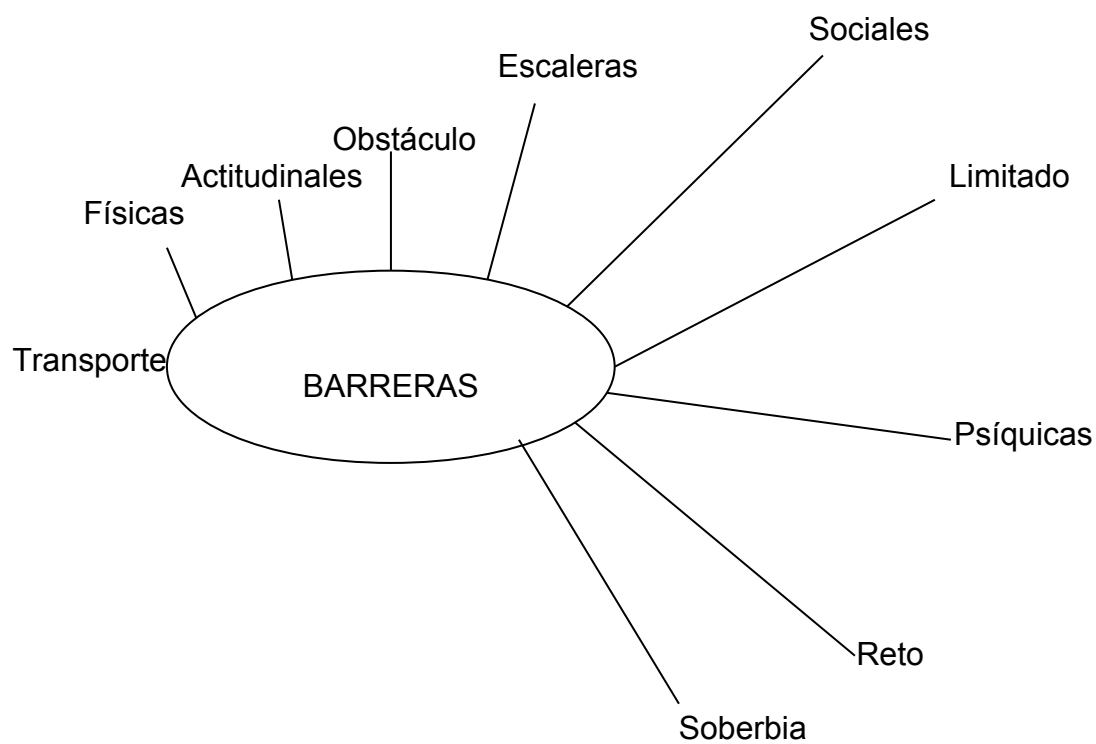 Sociales
Escaleras
Obstáculo
Actitudinales
Limitado
Físicas
Transporte
BARRERAS
Psíquicas
Reto
Soberbia